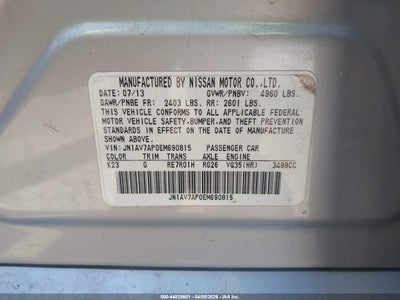 MANUFACTURED BY NISSAN MOTOR CO.,LTD.
DATE: 07/13 GVWR/PNBV: 4960 LBS.
GAWR/PNBE FR: 2403 LBS. RR: 2601 LBS.
THIS VEHICLE CONFORMS TO ALL APPLICABLE FEDERAL
MOTOR VEHICLE SAFETY,BUMPER,AND THEFT PREVENTION
STANDARDS IN EFFECT ON THE DATE OF MANUFACTURE
SHOWN ABOVE.
VIN: JN1AV7AP0EM690815 PASSENGER CAR
COLOR TRIM TRANS AXLE ENGINE
K23 G RE7R01H RG26 VQ35(HR) 3498CC
JN1AV7AP0EM690815
500-44825601 - 04/08/2026 - IAAI